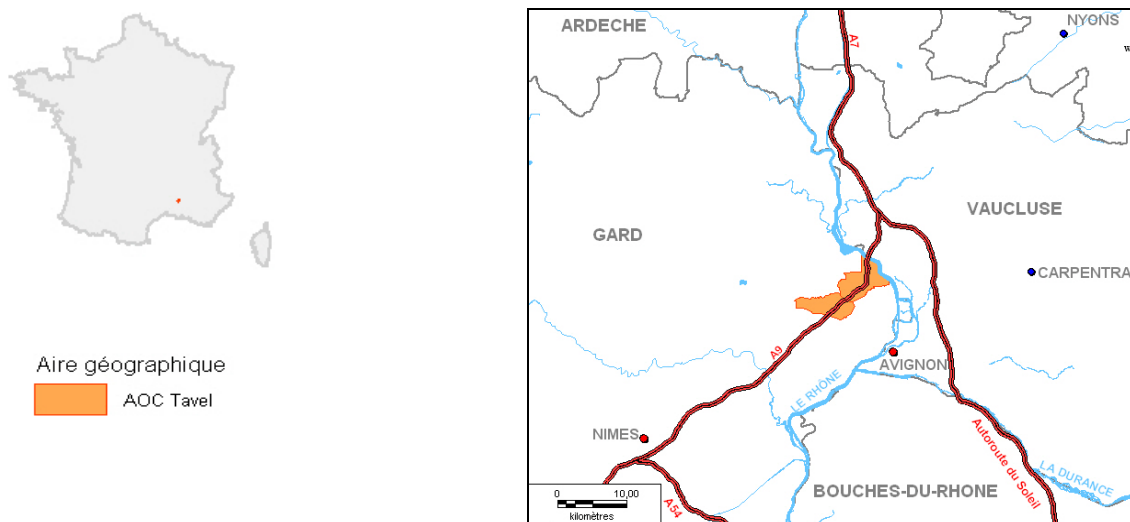 Aire géographique
AOC Tavel
ARDECHE
NYONS
A7
w
VAUCLUSE
GARD
CARPENTRA
A9
AVIGNON
LE RHÔNE
NIMES
Autoroute du Soleil
LA DURANCE
BOUCHES-DU-RHONE
A54
0 10,00
kilomètres